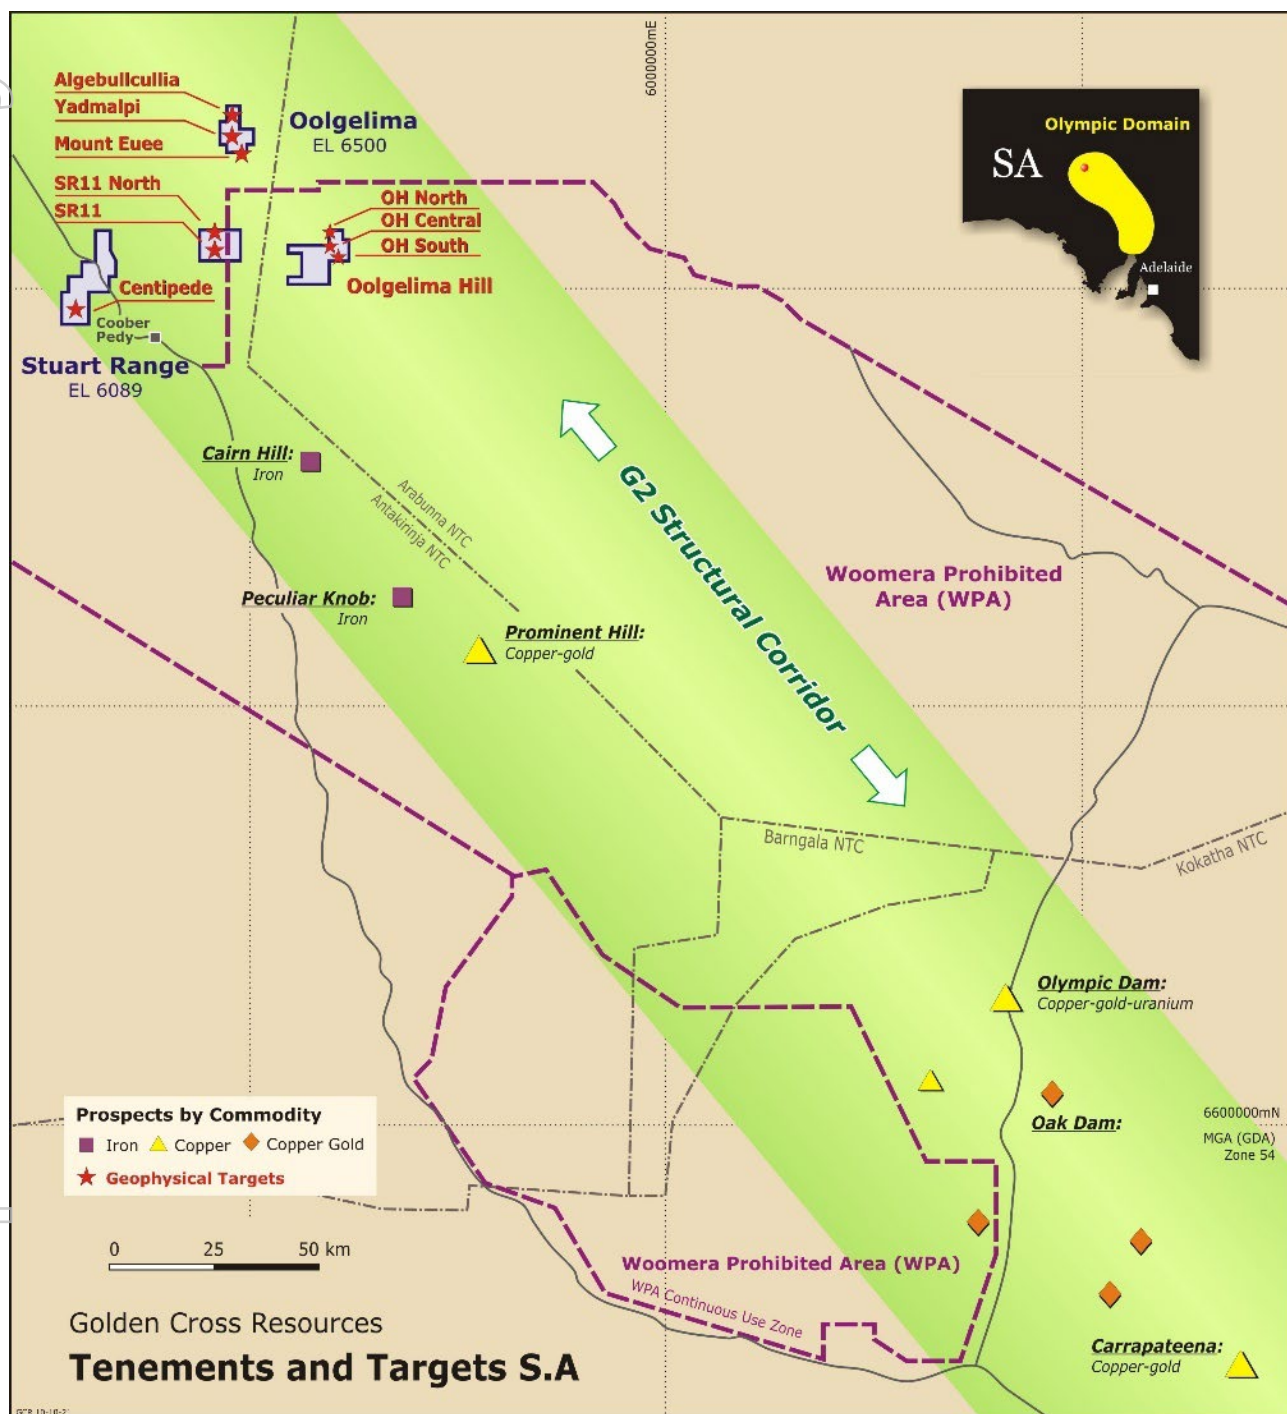 Algebullcullia
Yadmalpi
Mount Euee
SR11 North
SR11
Centipede
Coober
Pedy
Stuart Range
EL 6089
Oolgelima
EL 6500
OH North
OH Central
OH South
Oolgelima Hill
6000000mE
Olympic Domain
SA
Adelaide
Cairn Hill:
Iron
Arabunna NTC
Antakirinja NTC
G2 Structural Corridor
Woomera Prohibited
Area (WPA)
Peculiar Knob:
Iron
Prominent Hill:
Copper-gold
Barngala NTC
Kokatha NTC
Olympic Dam:
Copper-gold-uranium
Oak Dam:
6600000mN
MGA (GDA)
Zone 54
Prospects by Commodity
Iron
Copper
Copper Gold
Geophysical Targets
0 25 50 km
Woomera Prohibited Area (WPA)
WPA Continuous Use Zone
Carrapateena:
Copper-gold
Golden Cross Resources
Tenements and Targets S.A